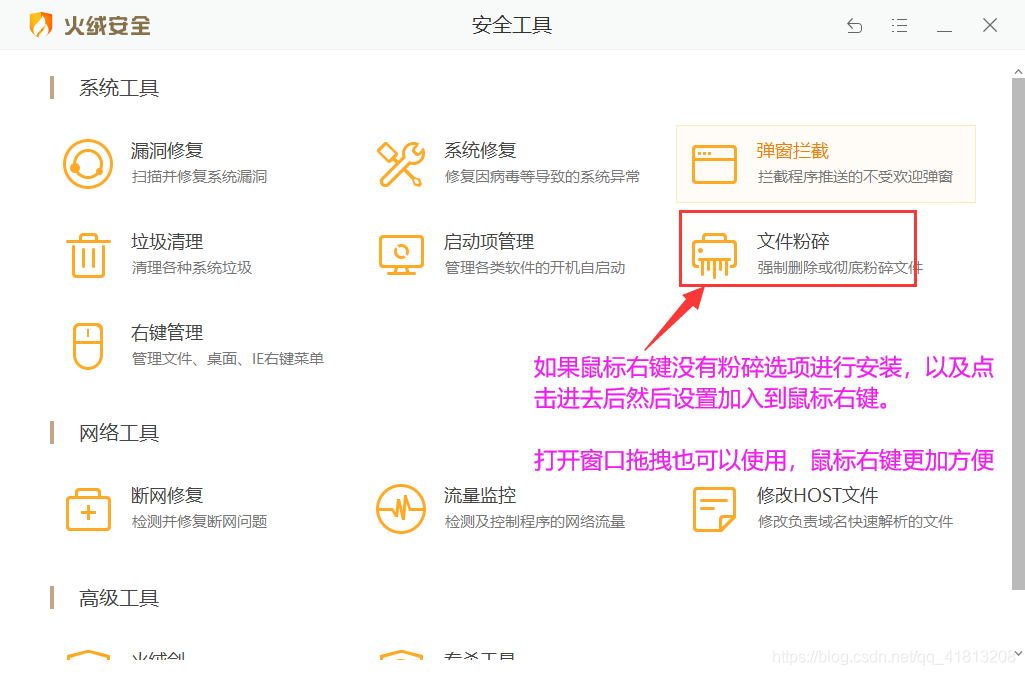 火绒安全
安全工具
系统工具
漏洞修复
扫描并修复系统漏洞
系统修复
修复因病毒等导致的系统异常
弹窗拦截
拦截程序推送的不受欢迎弹窗
垃圾清理
清理各种系统垃圾
启动项管理
管理各类软件的开机自启动
文件粉碎
强制删除或彻底粉碎文件
右键管理
管理文件、桌面、IE右键菜单
如果鼠标右键没有粉碎选项进行安装，以及点
击进去后然后设置加入到鼠标右键。
打开窗口拖拽也可以使用，鼠标右键更加方便
网络工具
断网修复
检测并修复断网问题
流量监控
检测及控制程序的网络流量
修改HOST文件
修改负责域名快速解析的文件
高级工具
火绒剑
专杀工具
https://blog.csdn.net/qq_41813208